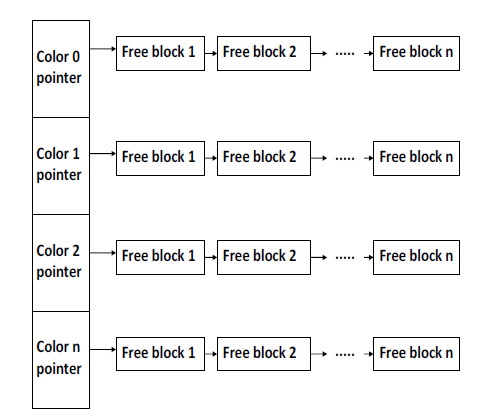 Color 0
pointer
Free block 1
Free block 2
.....
Free block n
Color 1
pointer
Free block 1
Free block 2
.....
Free block n
Color 2
pointer
Free block 1
Free block 2
.....
Free block n
Color n
pointer
Free block 1
Free block 2
.....
Free block n